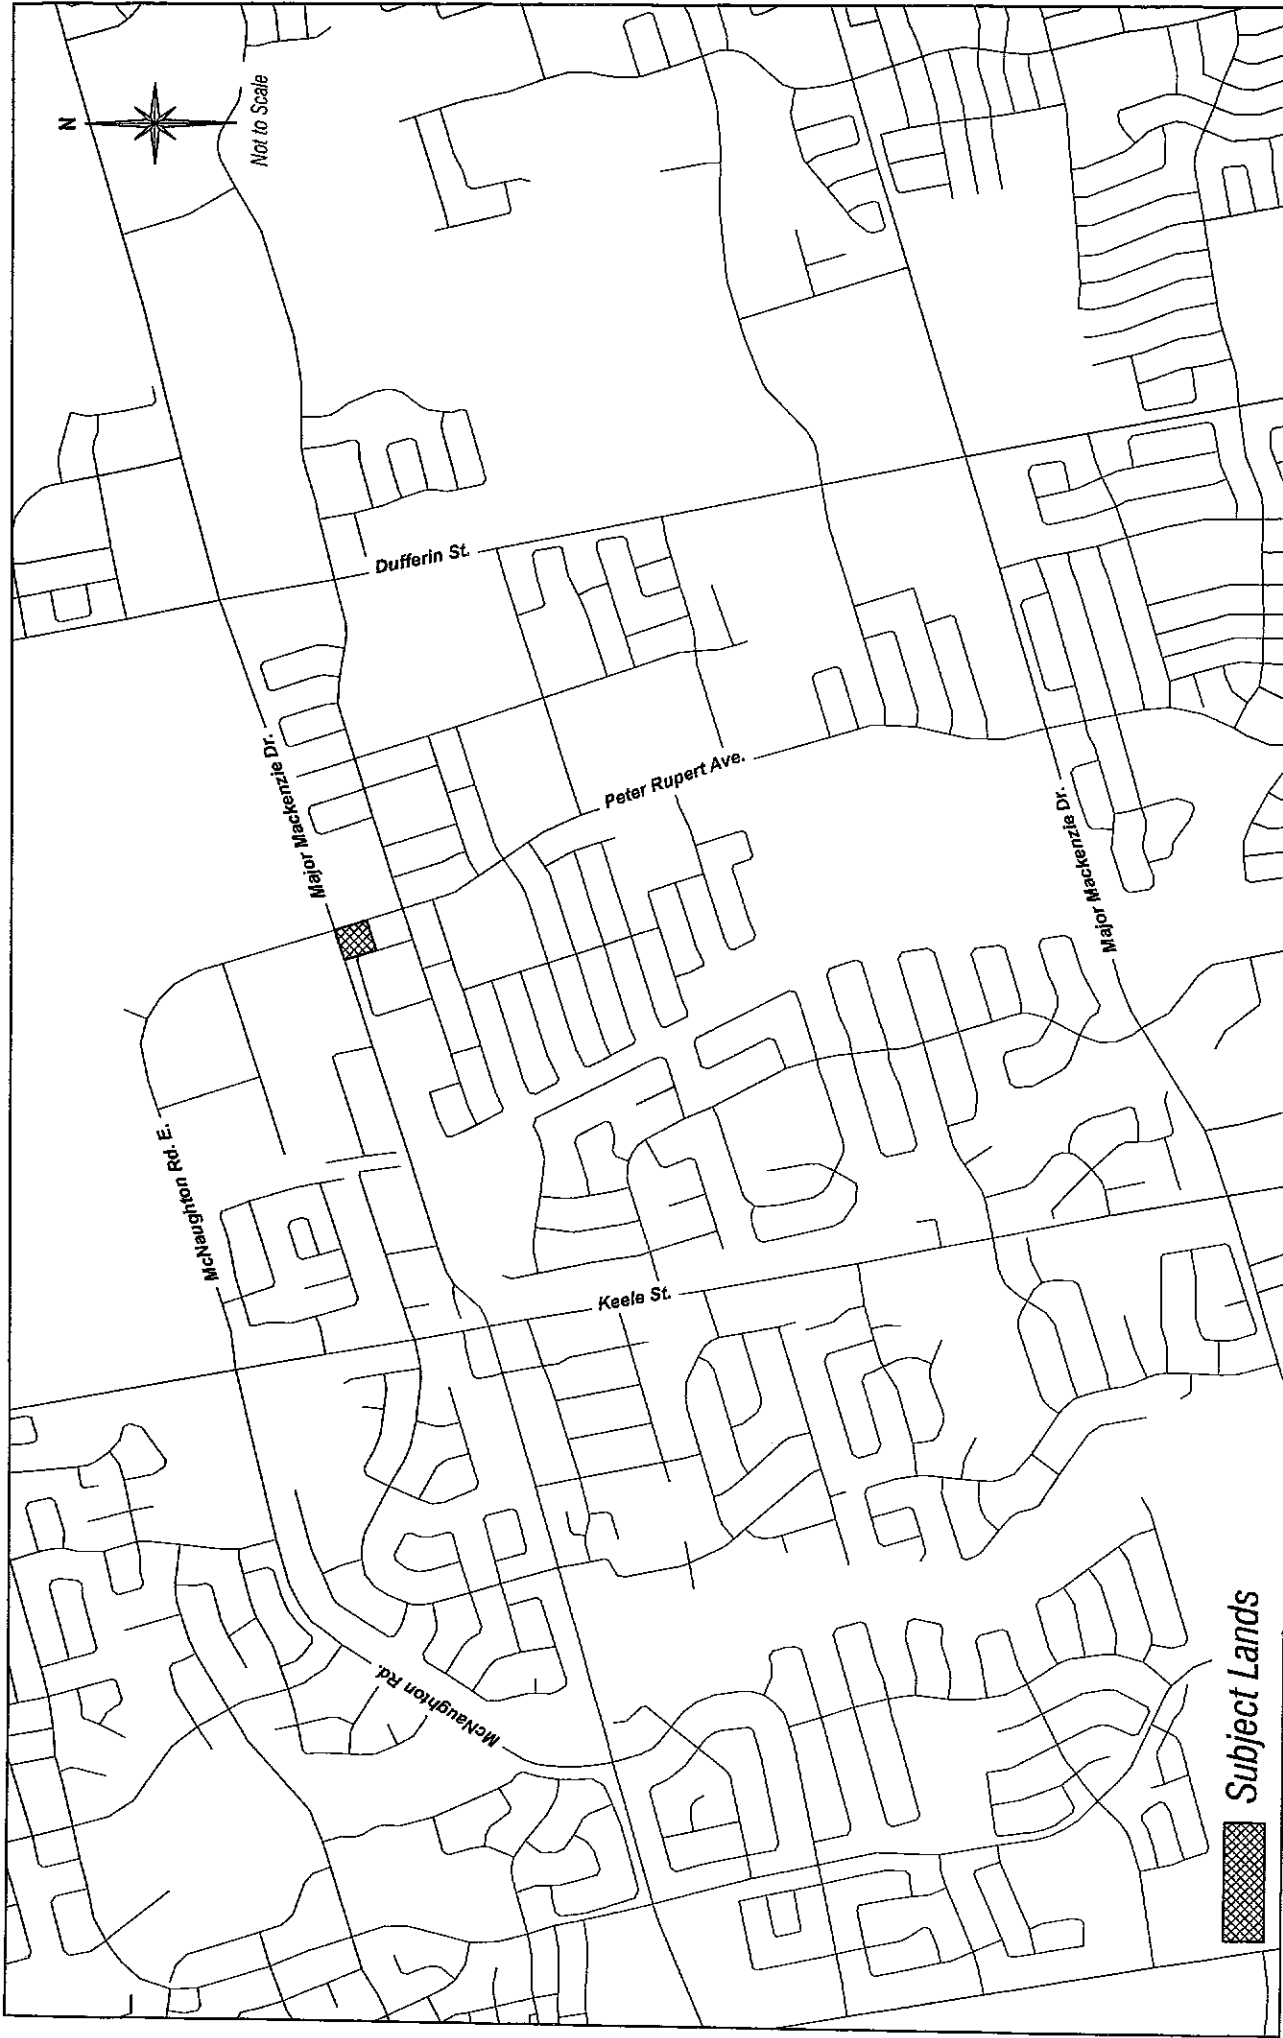 N
Not to Scale
Dufferin St.
Major Mackenzie Dr.
Peter Rupert Ave.
Major Mackenzie Dr.
McNaughton Rd. E.
Keele St.
McNaughton Rd.
Subject Lands